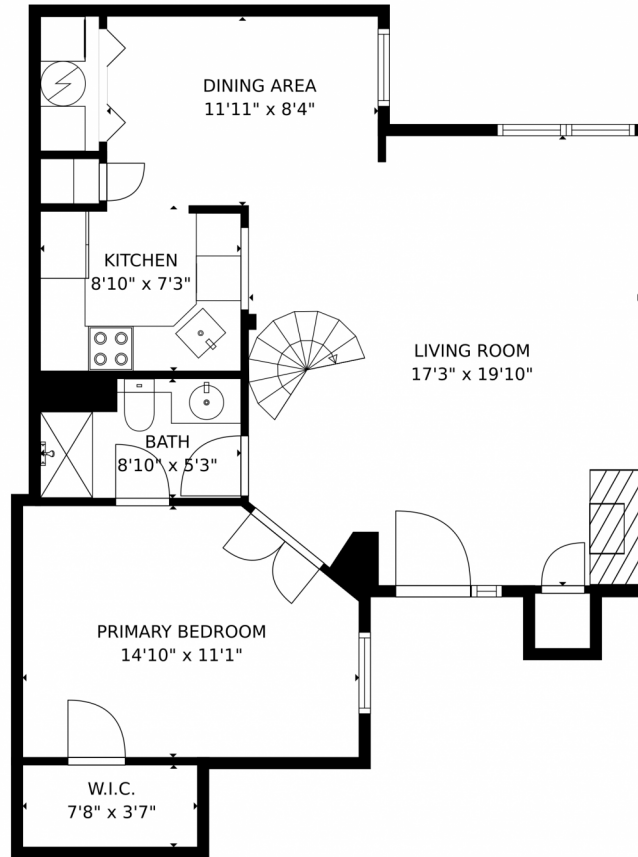 DINING AREA
11'11" x 8'4"
KITCHEN
8'10" x 7'3"
LIVING ROOM
17'3" x 19'10"
BATH
8'10" x 5'3"
PRIMARY BEDROOM
14'10" x 11'1"
W.I.C.
7'8" x 3'7"